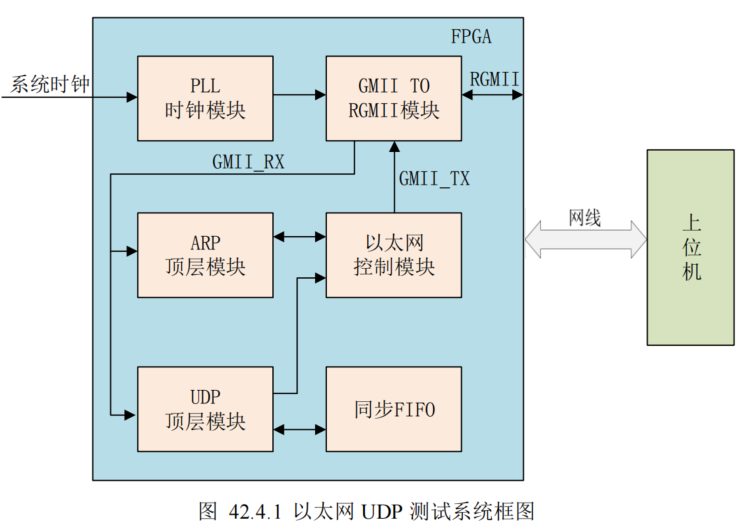 FPGA
系统时钟
PLL
时钟模块
GMII TO
RGMII模块
RGMII
GMII_RX
GMII_TX
ARP
顶层模块
以太网
控制模块
网线
上
位
机
UDP
顶层模块
同步FIFO
图 42.4.1 以太网 UDP 测试系统框图